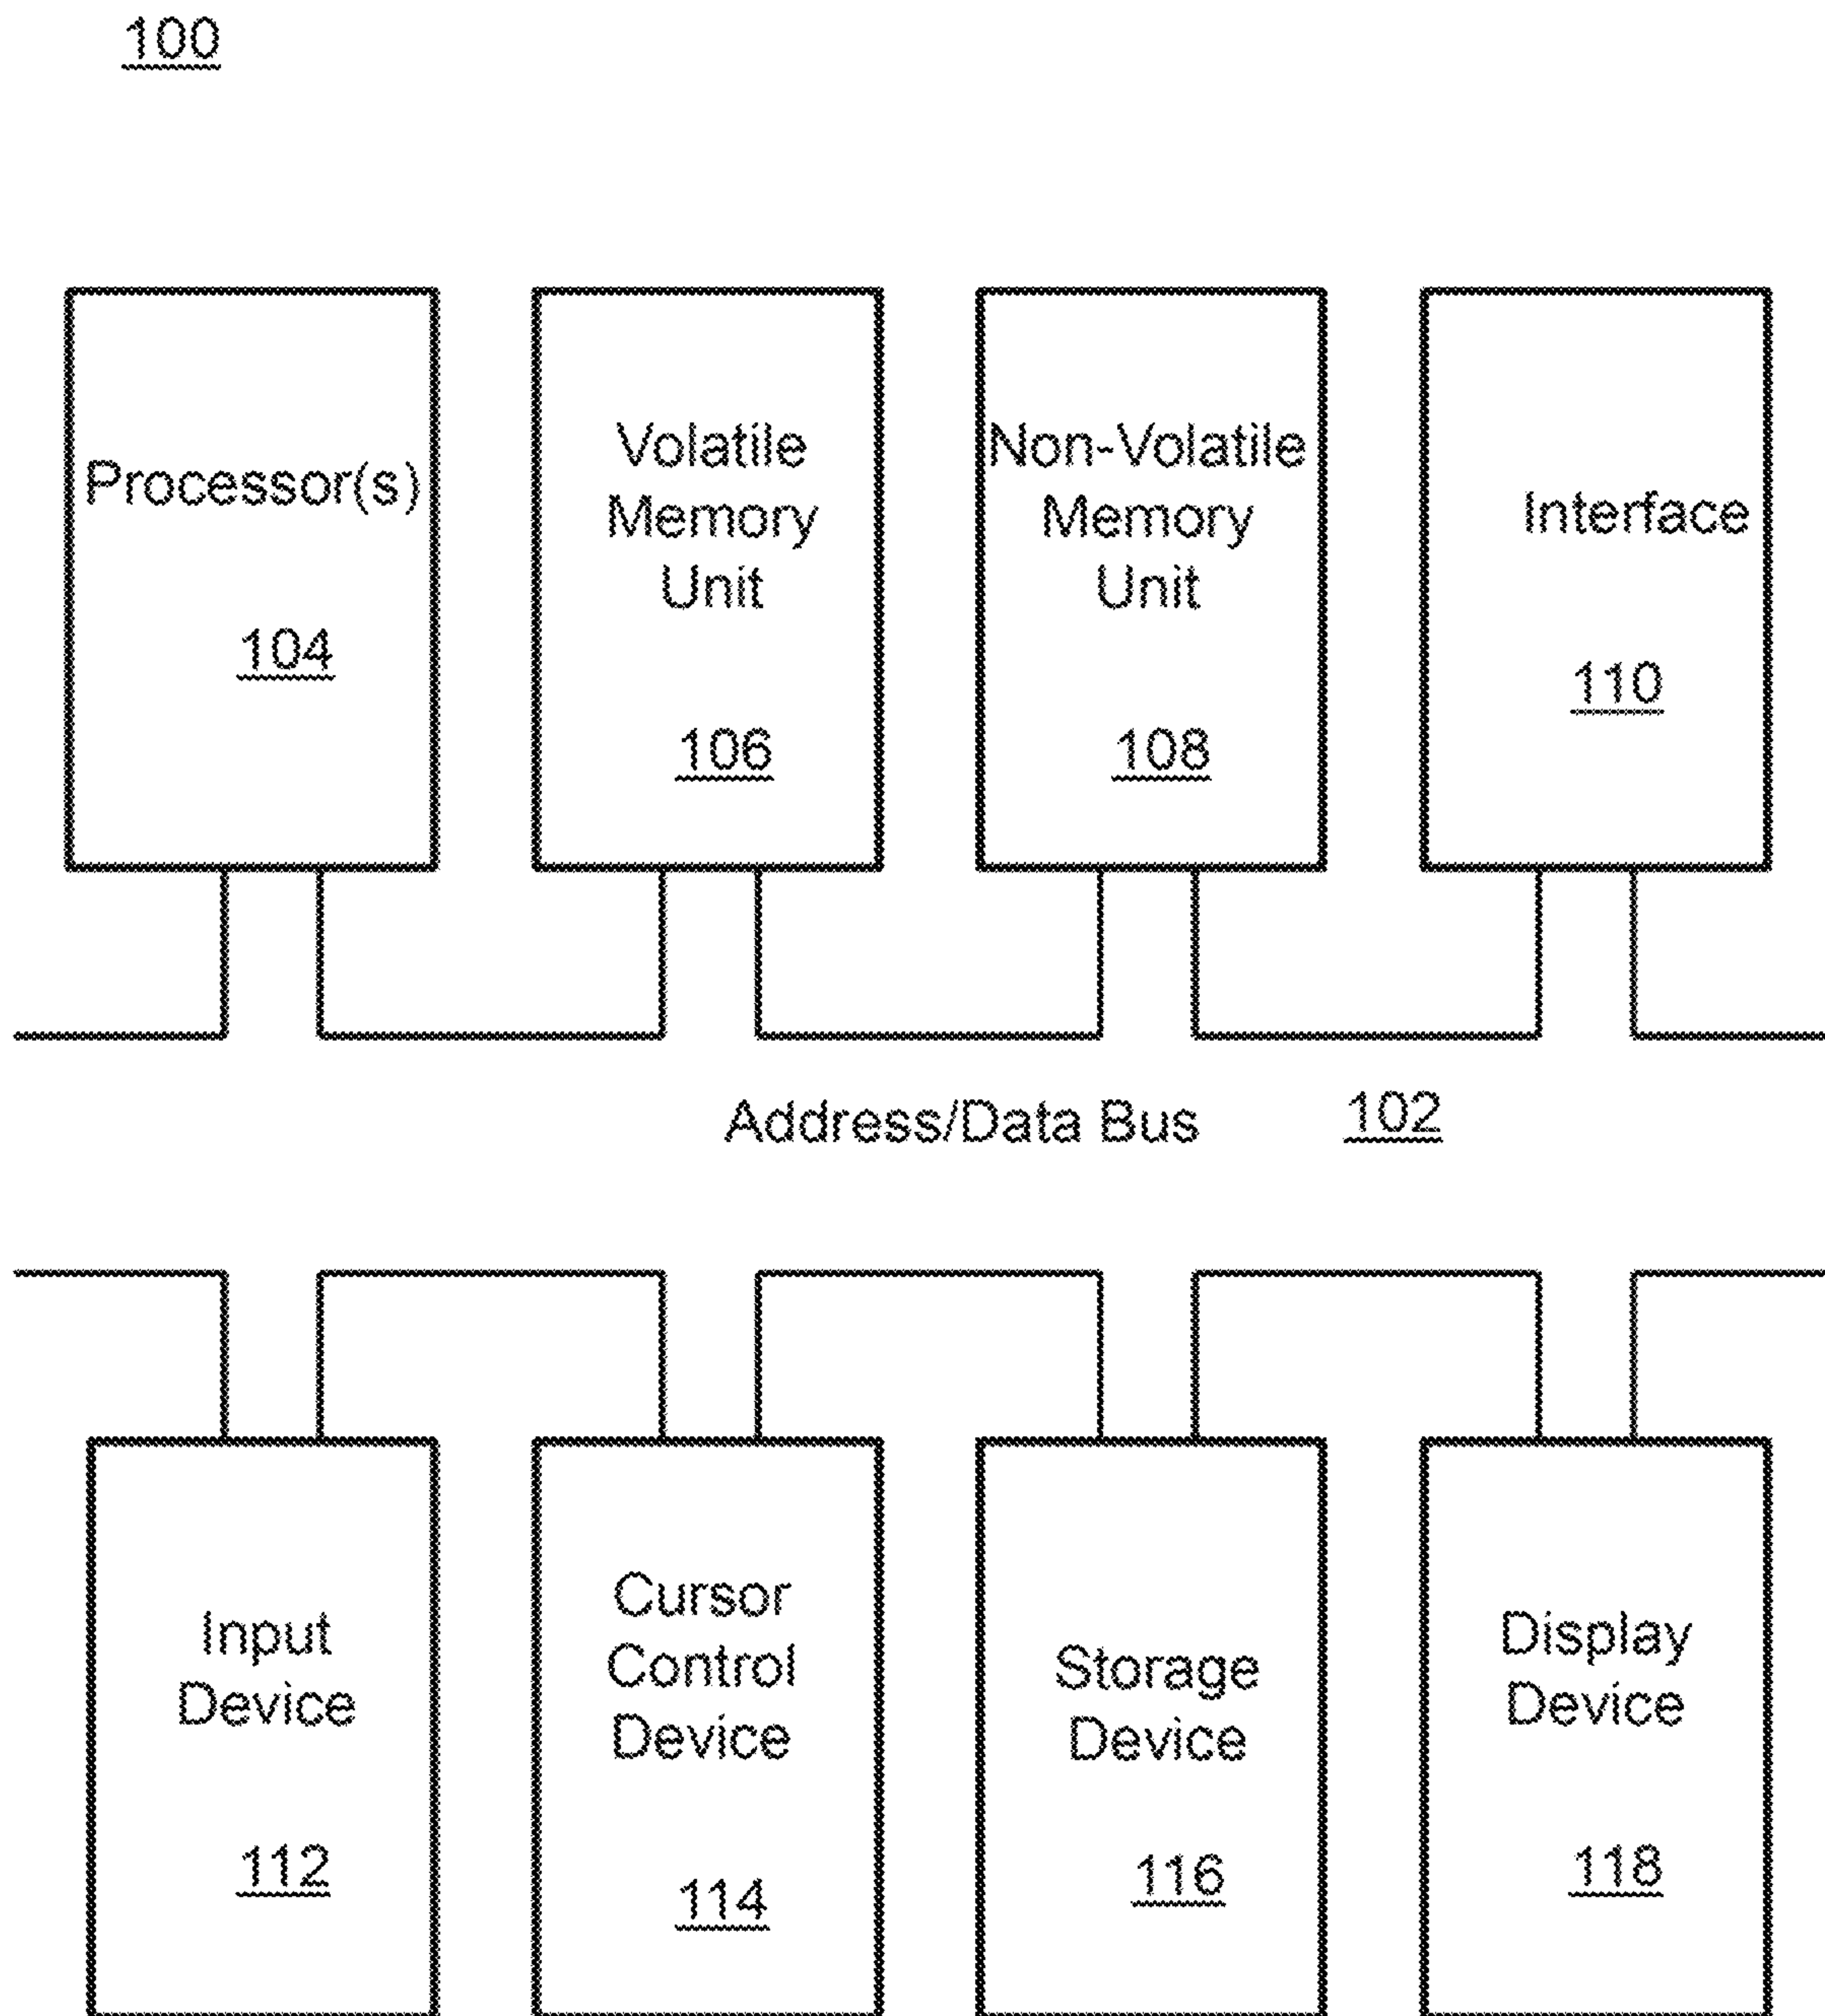 100
Processor(s)
104
Volatile
Memory
Unit
106
Non-Volatile
Memory
Unit
108
Interface
110
Address/Data Bus 102
Input
Device
112
Cursor
Control
Device
114
Storage
Device
116
Display
Device
118